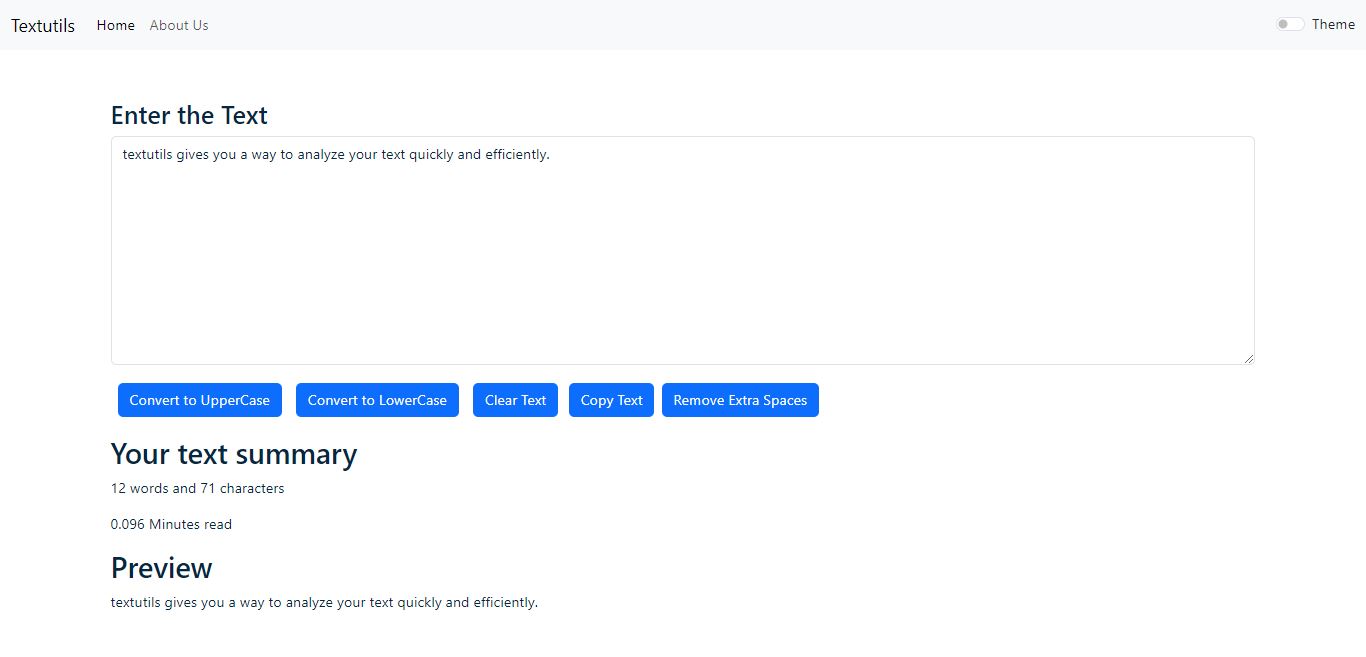 Textutils Home About Us Theme
Enter the Text
textutils gives you a way to analyze your text quickly and efficiently.
Convert to UpperCase Convert to LowerCase Clear Text Copy Text Remove Extra Spaces
Your text summary
12 words and 71 characters
0.096 Minutes read
Preview
textutils gives you a way to analyze your text quickly and efficiently.